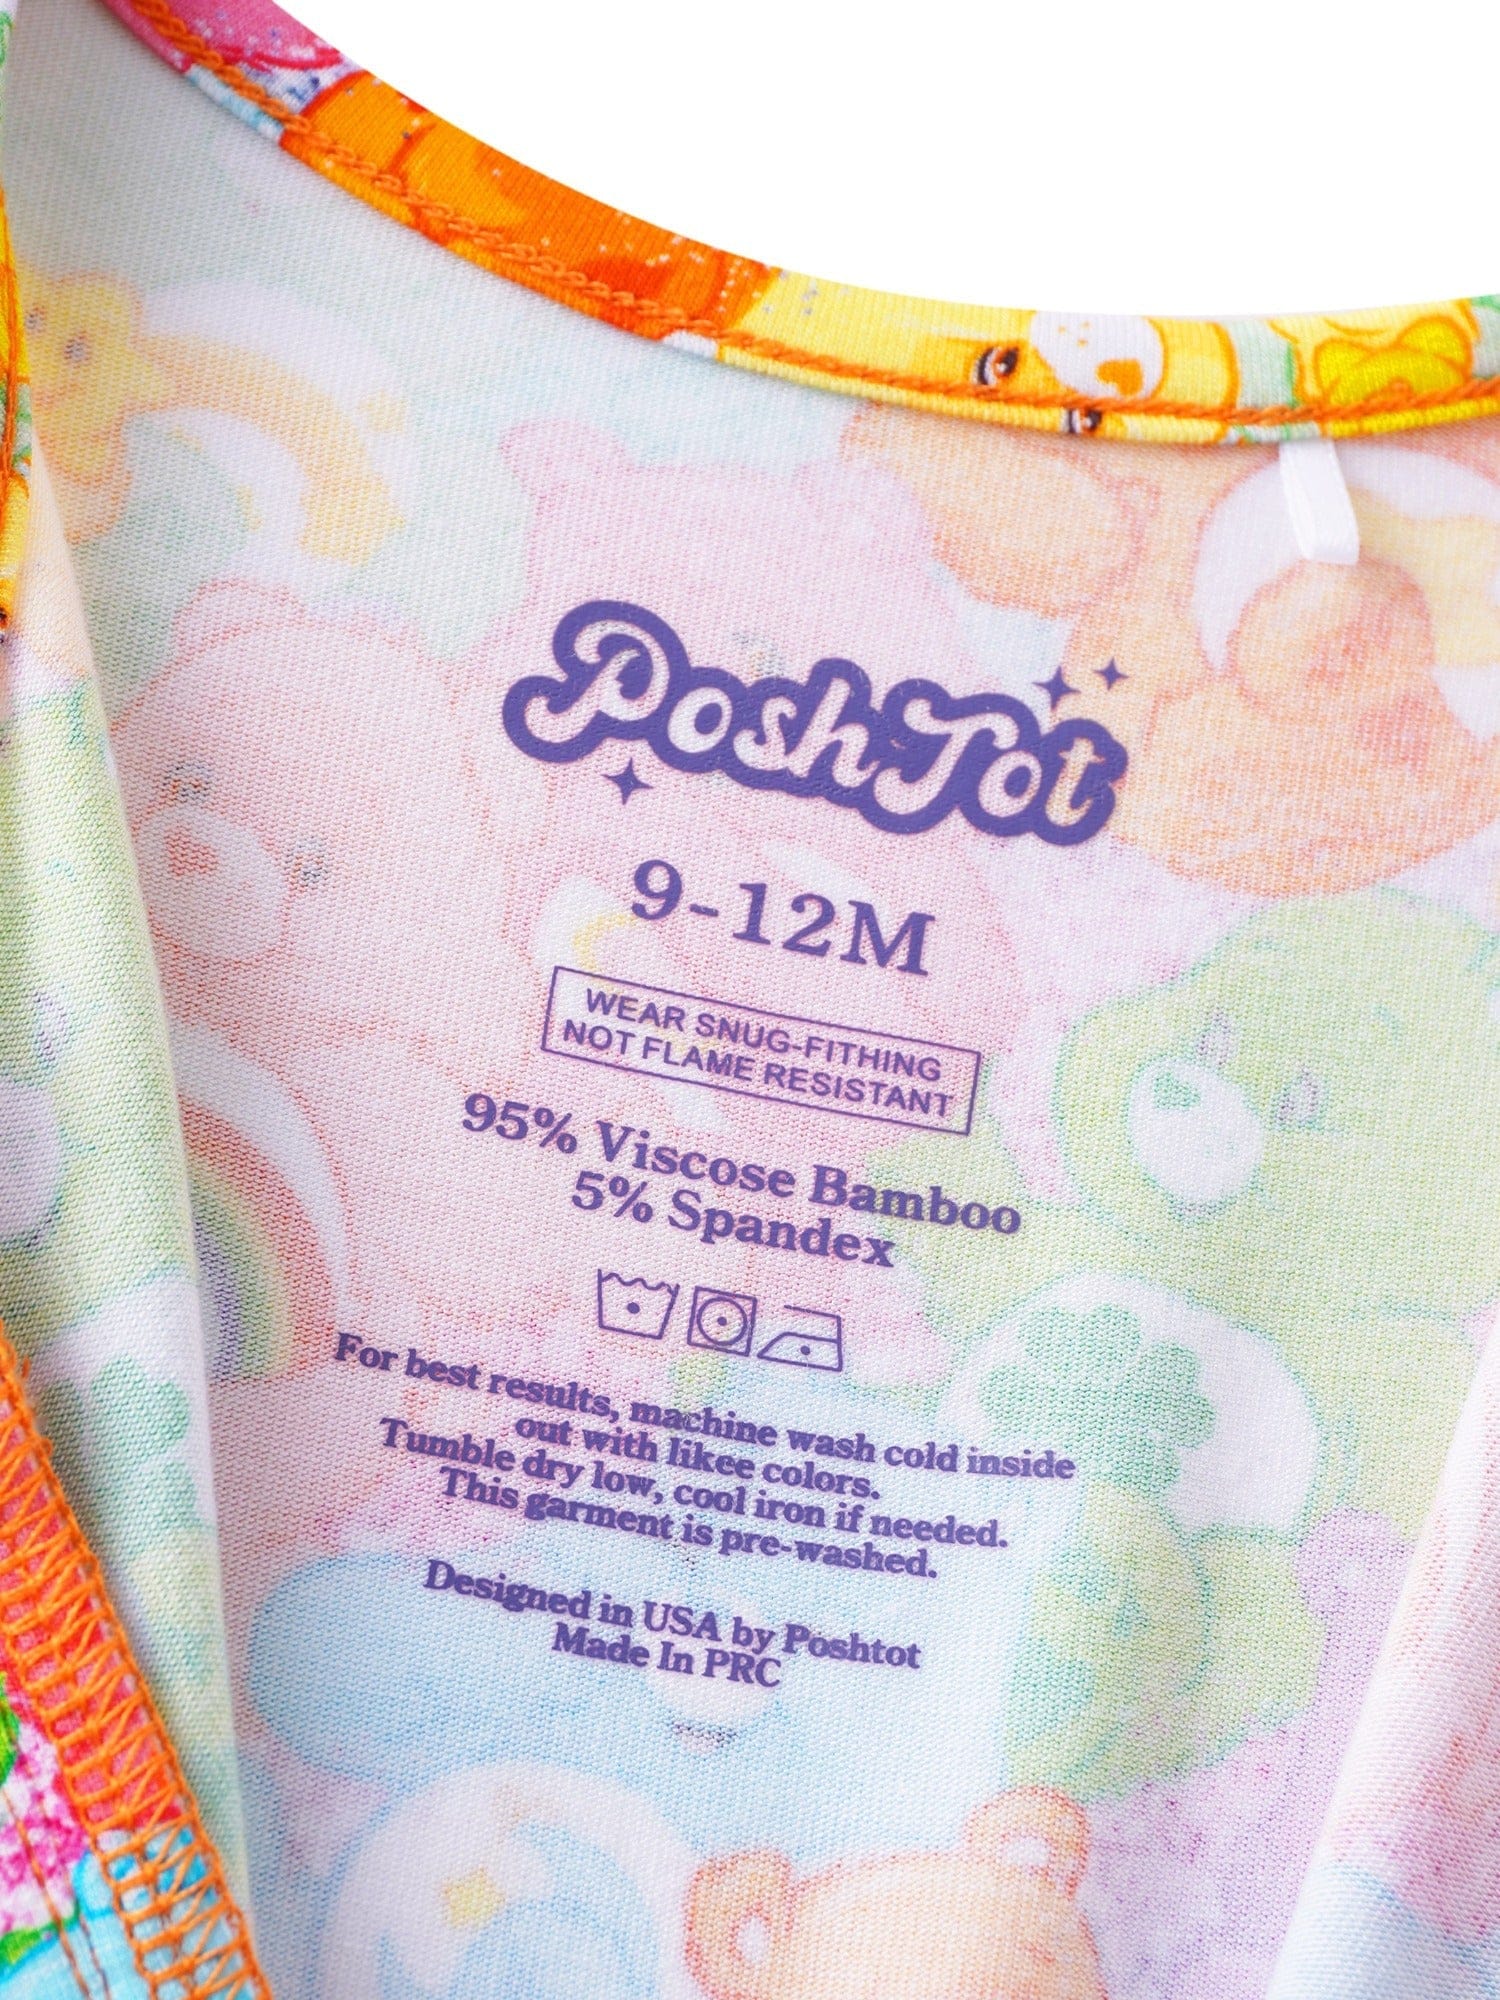 PoshTot
9-12M
WEAR SNUG-FITHING
NOT FLAME RESISTANT
95% Viscose Bamboo
5% Spandex
For best results, machine wash cold inside
out with likee colors.
Tumble dry low, cool iron if needed.
This garment is pre-washed.
Designed in USA by Poshtot
Made In PRC